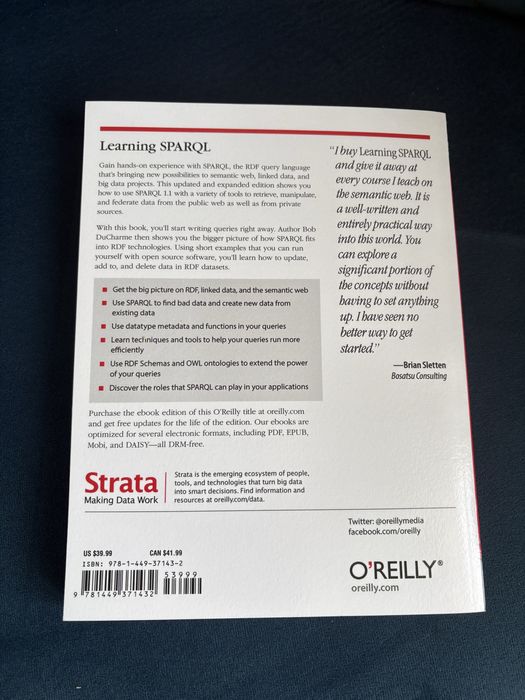 Learning SPARQL
Gain hands-on experience with SPARQL, the RDF query language
that's bringing new possibilities to semantic web, linked data, and
big data projects. This updated and expanded edition shows you
how to use SPARQL 1.1 with a variety of tools to retrieve, manipulate,
and federate data from the public web as well as from private
sources.
With this book, you'll start writing queries right away. Author Bob
DuCharme then shows you the bigger picture of how SPARQL fits
into RDF technologies. Using short examples that you can run
yourself with open source software, you'll learn how to update,
add to, and delete data in RDF datasets.
■ Get the big picture on RDF, linked data, and the semantic web
■ Use SPARQL to find bad data and create new data from
existing data
■ Use datatype metadata and functions in your queries
■ Learn techniques and tools to help your queries run more
efficiently
■ Use RDF Schemas and OWL ontologies to extend the power
of your queries
■ Discover the roles that SPARQL can play in your applications
Purchase the ebook edition of this O'Reilly title at oreilly.com
and get free updates for the life of the edition. Our ebooks are
optimized for several electronic formats, including PDF, EPUB,
Mobi, and DAISY—all DRM-free.
"I buy Learning SPARQL
and give it away at
every course I teach on
the semantic web. It is
a well-written and
entirely practical way
into this world. You
can explore a
significant portion of
the concepts without
having to set anything
up. I have seen no
better way to get
started."
—Brian Sletten
Bosatsu Consulting
Strata
Making Data Work
Strata is the emerging ecosystem of people,
tools, and technologies that turn big data
into smart decisions. Find information and
resources at oreilly.com/data.
Twitter: @oreillymedia
facebook.com/oreilly
US $39.99 CAN $41.99
ISBN: 978-1-449-37143-2
53999
9 781449 371432
O'REILLY®
oreilly.com